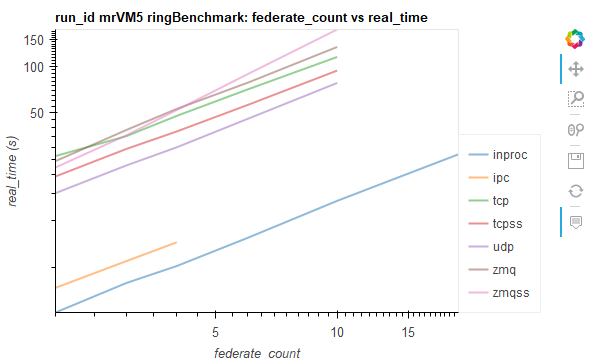 run_id mrVM5 ringBenchmark: federate_count vs real_time
150
100
50
real_time (s)
5
10
15
federate_count
inproc
ipc
tcp
tcpss
udp
zmq
zmqss